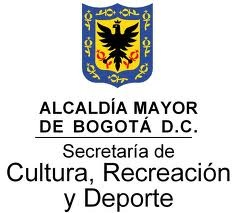 ALCALDÍA MAYOR
DE BOGOTÁ D.C.
Secretaría de
Cultura, Recreación
y Deporte